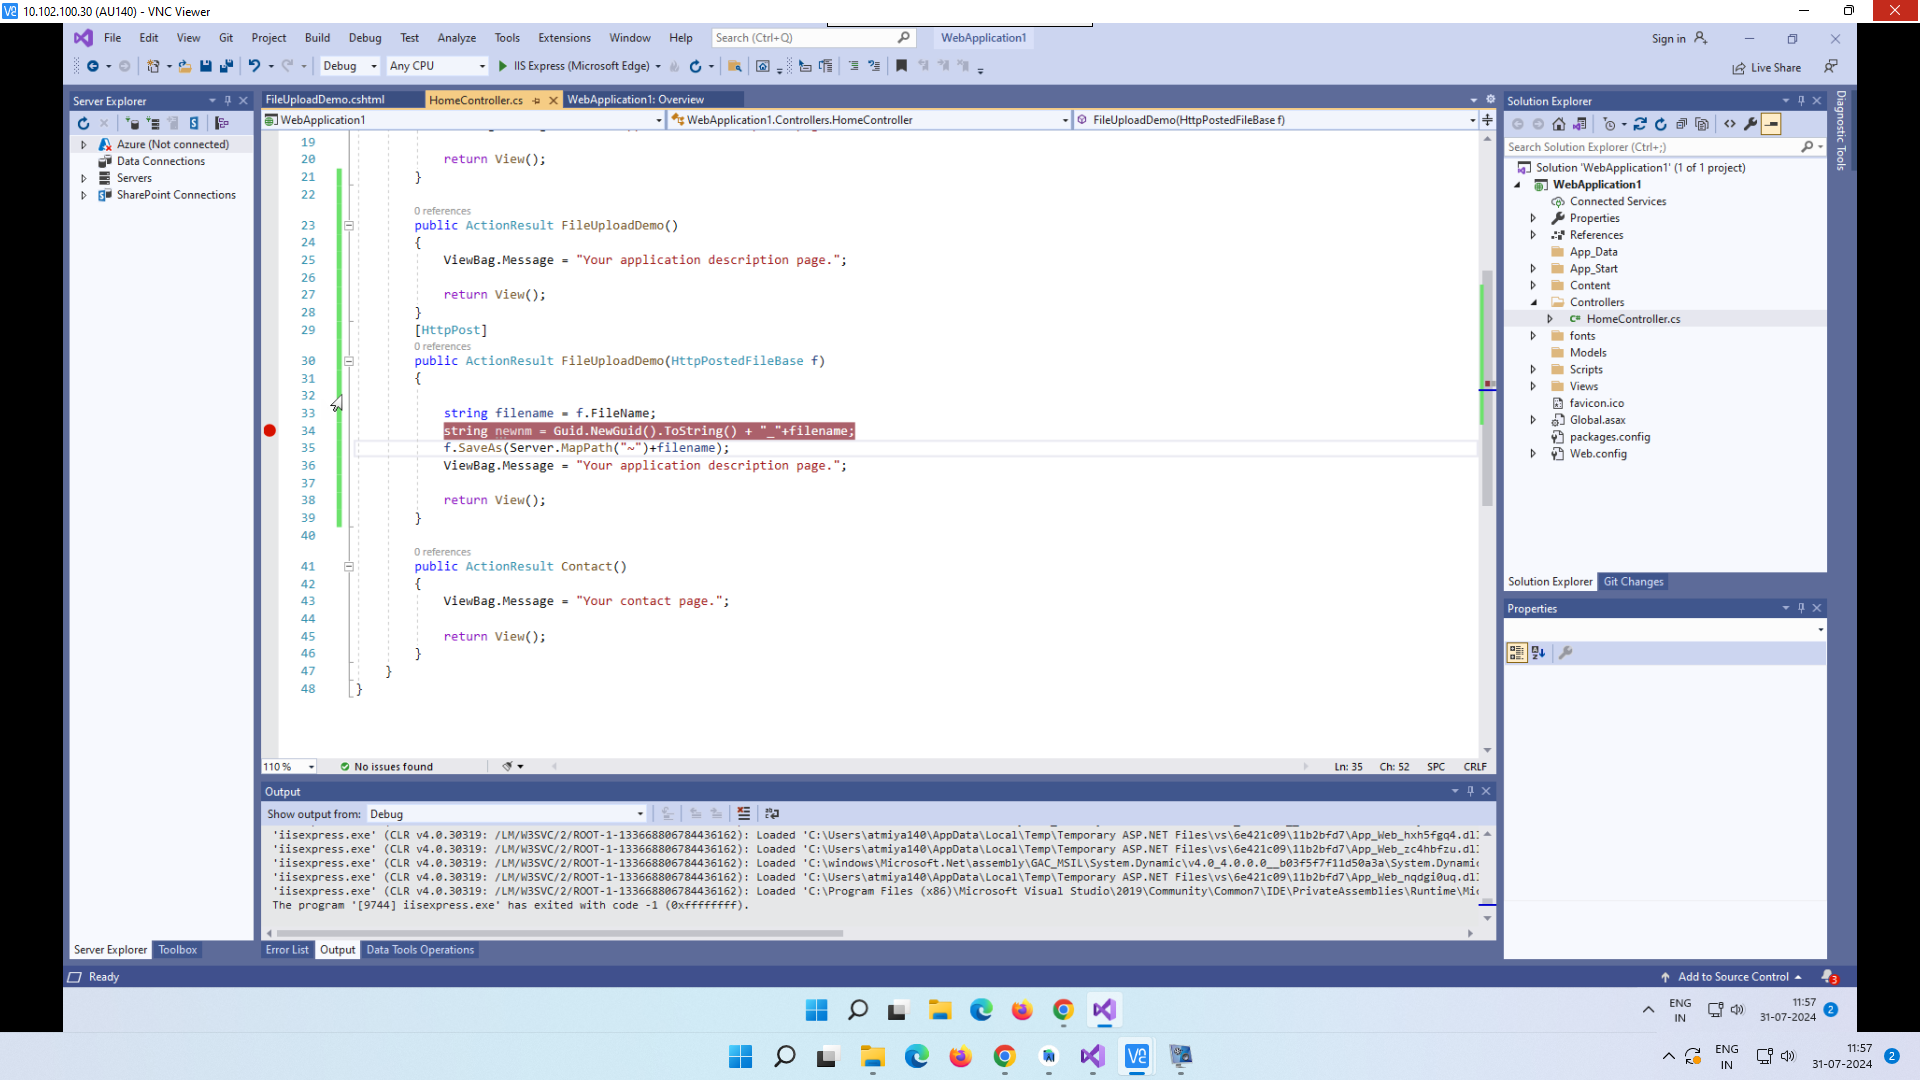 10.102.100.30 (AU140) - VNC Viewer
File Edit View Git Project Build Debug Test Analyze Tools Extensions Window Help Search (Ctrl+Q) WebApplication1 Sign in
Debug Any CPU IIS Express (Microsoft Edge) Live Share
Server Explorer
Azure (Not connected)
Data Connections
Servers
SharePoint Connections
FileUploadDemo.cshtml HomeController.cs WebApplication1: Overview
WebApplication1 WebApplication1.Controllers.HomeController FileUploadDemo(HttpPostedFileBase f)
19
20 return View();
21 }
22
0 references
23 public ActionResult FileUploadDemo()
24 {
25 ViewBag.Message = "Your application description page.";
26
27 return View();
28 }
29 [HttpPost]
0 references
30 public ActionResult FileUploadDemo(HttpPostedFileBase f)
31 {
32
33 string filename = f.FileName;
34 string newnm = Guid.NewGuid().ToString() + "_"+filename;
35 f.SaveAs(Server.MapPath("~")+filename);
36 ViewBag.Message = "Your application description page.";
37
38 return View();
39 }
40
0 references
41 public ActionResult Contact()
42 {
43 ViewBag.Message = "Your contact page.";
44
45 return View();
46 }
47 }
48 }
110 % No issues found Ln: 35 Ch: 52 SPC CRLF
Output
Show output from: Debug
'iisexpress.exe' (CLR v4.0.30319: /LM/W3SVC/2/ROOT-1-133668806784436162): Loaded 'C:\Users\atmiya140\AppData\Local\Temp\Temporary ASP.NET Files\vs\6e421c09\11b2bfd7\App_Web_hxh5fgq4.dl
'iisexpress.exe' (CLR v4.0.30319: /LM/W3SVC/2/ROOT-1-133668806784436162): Loaded 'C:\Users\atmiya140\AppData\Local\Temp\Temporary ASP.NET Files\vs\6e421c09\11b2bfd7\App_Web_zc4hbfzu.dl
'iisexpress.exe' (CLR v4.0.30319: /LM/W3SVC/2/ROOT-1-133668806784436162): Loaded 'C:\windows\Microsoft.Net\assembly\GAC_MSIL\System.Dynamic\v4.0_4.0.0.0__b03f5f7f11d50a3a\System.Dynamic
'iisexpress.exe' (CLR v4.0.30319: /LM/W3SVC/2/ROOT-1-133668806784436162): Loaded 'C:\Users\atmiya140\AppData\Local\Temp\Temporary ASP.NET Files\vs\6e421c09\11b2bfd7\App_Web_nqdgi0uq.dl
'iisexpress.exe' (CLR v4.0.30319: /LM/W3SVC/2/ROOT-1-133668806784436162): Loaded 'C:\Program Files (x86)\Microsoft Visual Studio\2019\Community\Common7\IDE\PrivateAssemblies\Runtime\Mic
The program '[9744] iisexpress.exe' has exited with code -1 (0xffffffff).
Server Explorer Toolbox
Error List Output Data Tools Operations
Solution Explorer
Search Solution Explorer (Ctrl+;)
Solution 'WebApplication1' (1 of 1 project)
WebApplication1
Connected Services
Properties
References
App_Data
App_Start
Content
Controllers
C# HomeController.cs
fonts
Models
Scripts
Views
favicon.ico
Global.asax
packages.config
Web.config
Solution Explorer Git Changes
Properties
Diagnostic Tools
Ready Add to Source Control 3
ENG IN 11:57 31-07-2024 2
ENG IN 11:57 31-07-2024 2